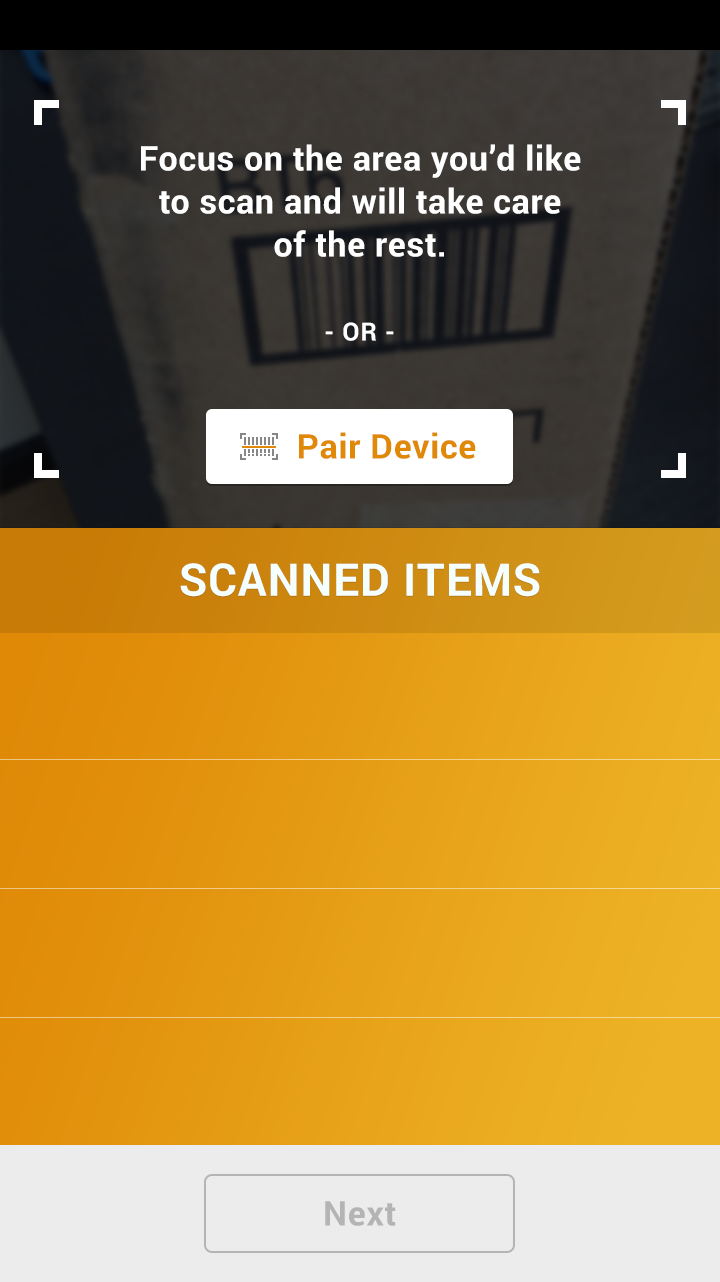 Focus on the area you’d like
to scan and will take care
of the rest.
- OR -
Pair Device
SCANNED ITEMS
Next